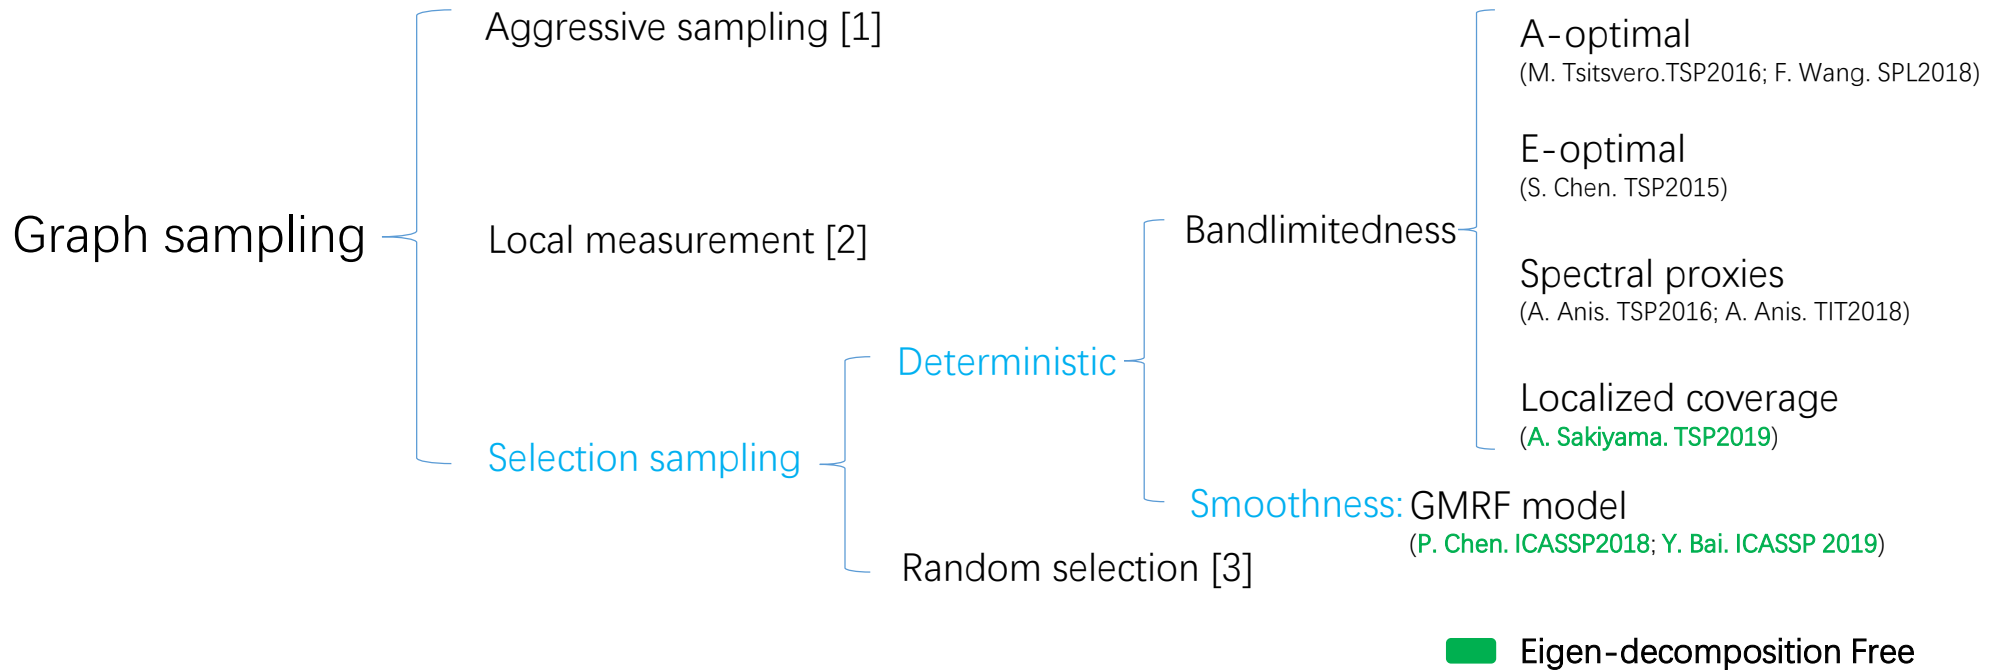 Graph sampling
Aggressive sampling [1]
Local measurement [2]
Selection sampling
Deterministic
Random selection [3]
Bandlimitedness
Smoothness: GMRF model
(P. Chen. ICASSP2018; Y. Bai. ICASSP 2019)
A-optimal
(M. Tsitsvero.TSP2016; F. Wang. SPL2018)
E-optimal
(S. Chen. TSP2015)
Spectral proxies
(A. Anis. TSP2016; A. Anis. TIT2018)
Localized coverage
(A. Sakiyama. TSP2019)
Eigen-decomposition Free